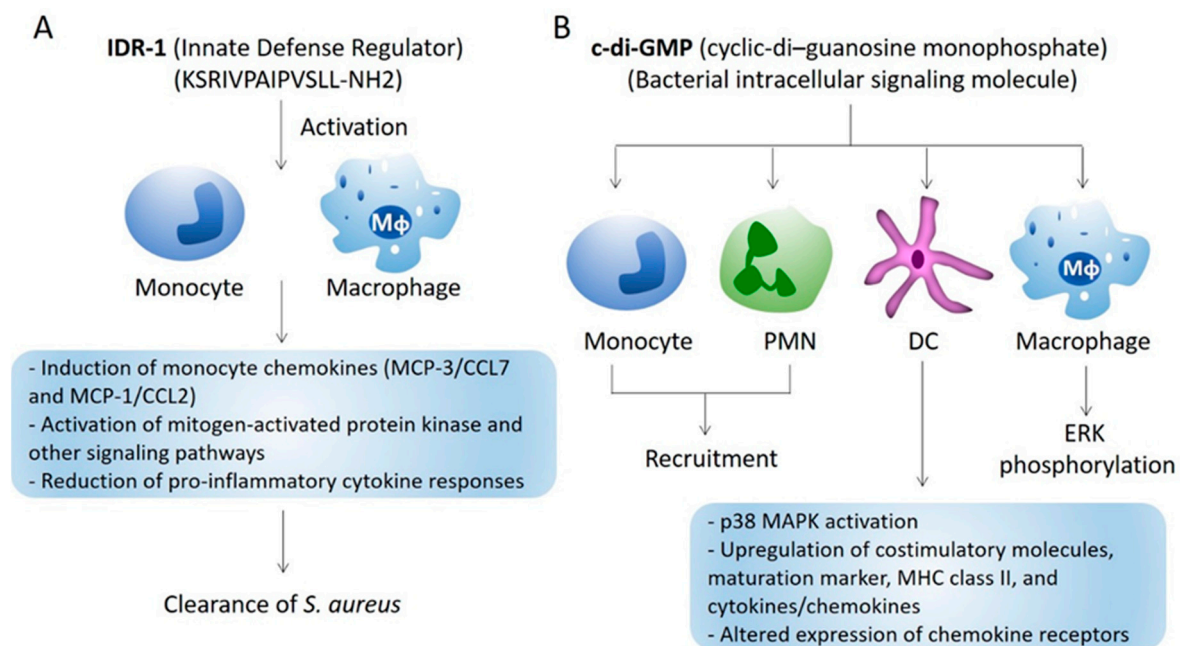 A
IDR-1 (Innate Defense Regulator)
(KSRIVPAIPVSLL-NH2)
Activation
Mφ
Monocyte
Macrophage
- Induction of monocyte chemokines (MCP-3/CCL7
and MCP-1/CCL2)
- Activation of mitogen-activated protein kinase and
other signaling pathways
- Reduction of pro-inflammatory cytokine responses
Clearance of S. aureus
B
c-di-GMP (cyclic-di–guanosine monophosphate)
(Bacterial intracellular signaling molecule)
Mφ
Monocyte
PMN
DC
Macrophage
Recruitment
ERK
phosphorylation
- p38 MAPK activation
- Upregulation of costimulatory molecules,
maturation marker, MHC class II, and
cytokines/chemokines
- Altered expression of chemokine receptors